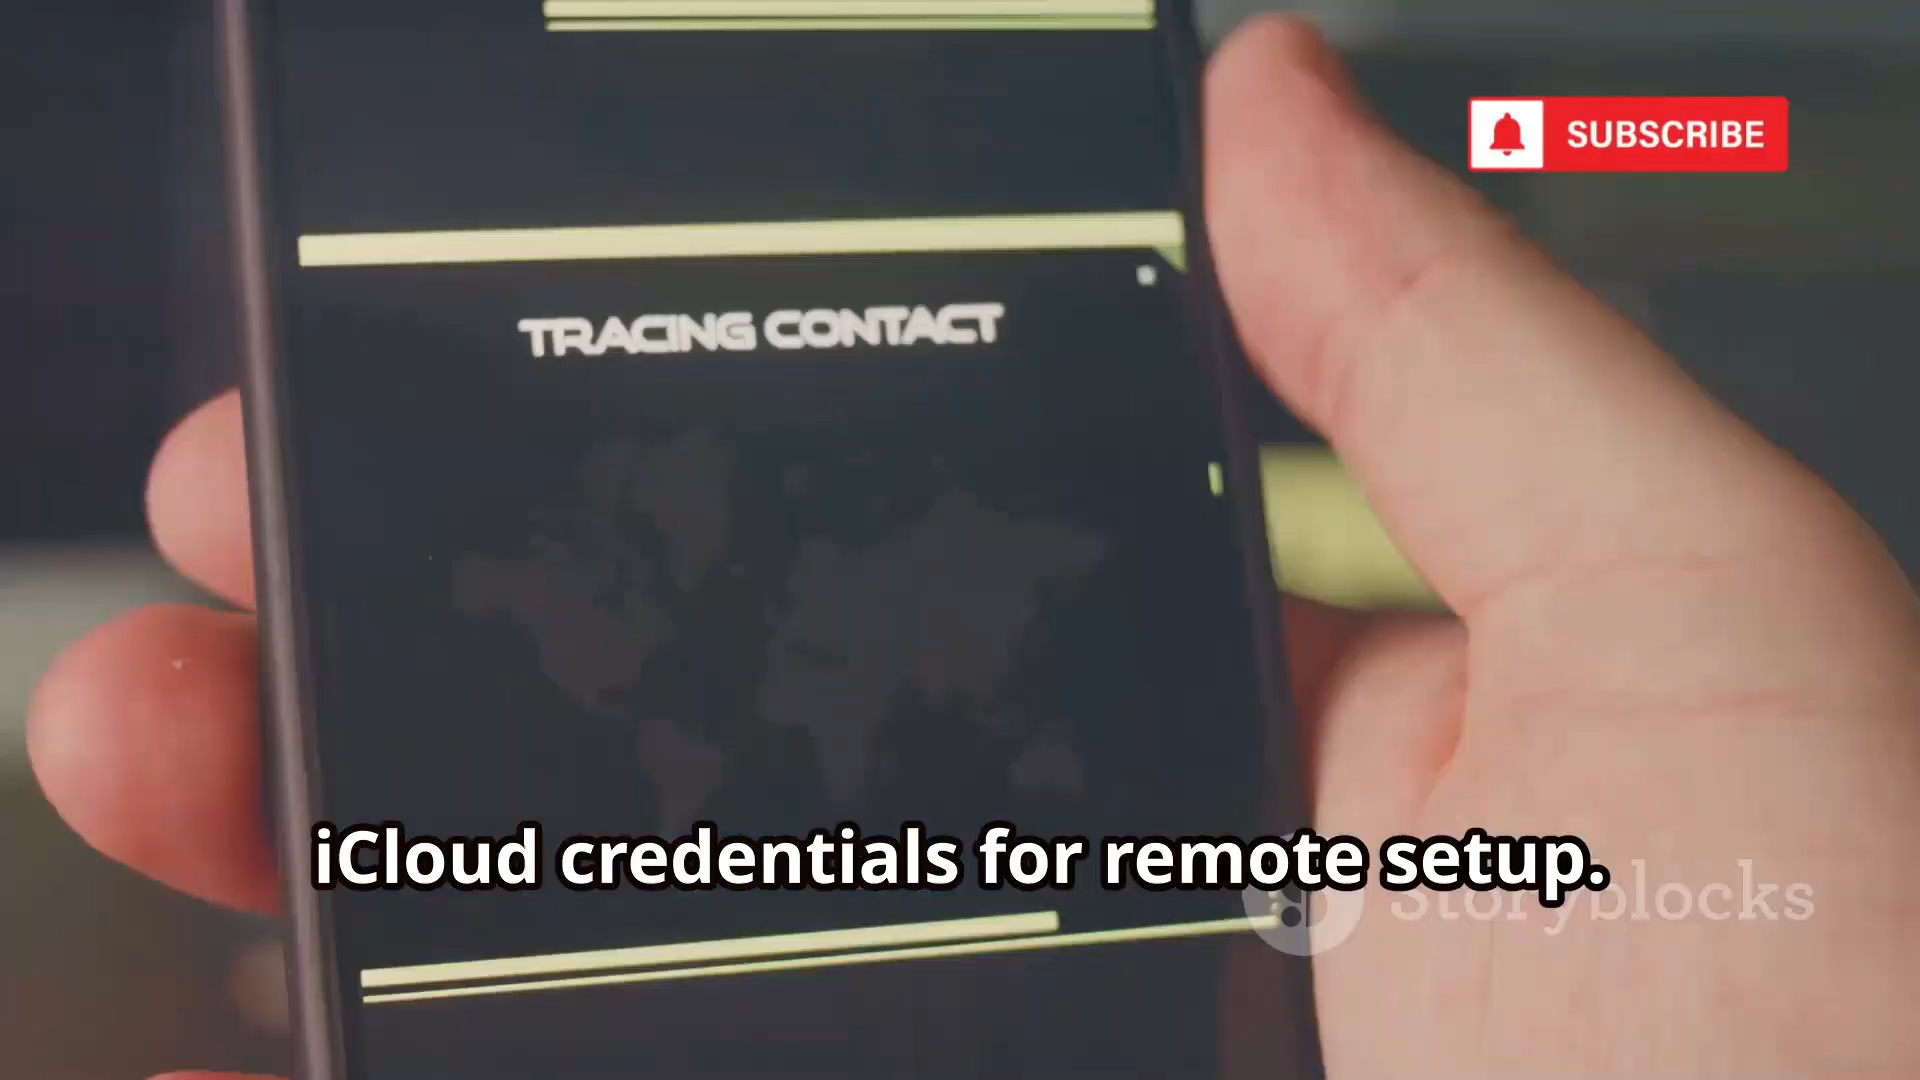 SUBSCRIBE
TRACING CONTACT
iCloud credentials for remote setup.
Storyblocks